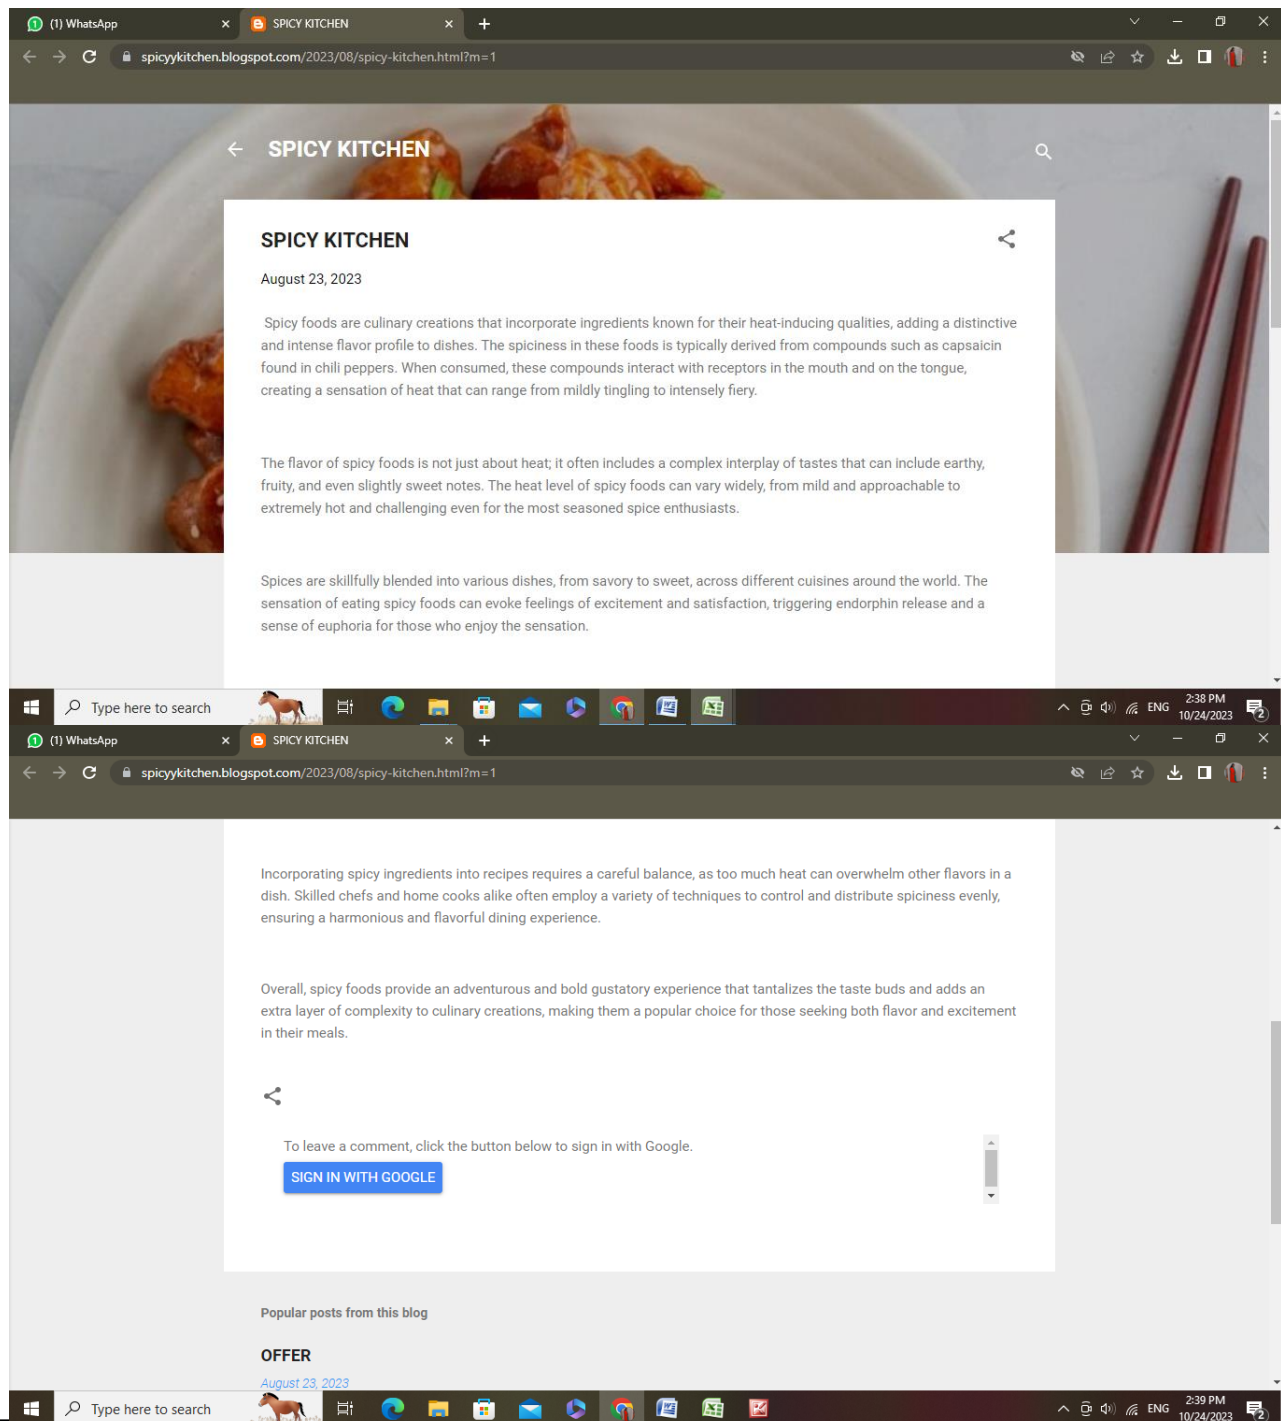 (1) WhatsApp
SPICY KITCHEN
spicyykitchen.blogspot.com/2023/08/spicy-kitchen.html?m=1
SPICY KITCHEN
SPICY KITCHEN
August 23, 2023
Spicy foods are culinary creations that incorporate ingredients known for their heat-inducing qualities, adding a distinctive
and intense flavor profile to dishes. The spiciness in these foods is typically derived from compounds such as capsaicin
found in chili peppers. When consumed, these compounds interact with receptors in the mouth and on the tongue,
creating a sensation of heat that can range from mildly tingling to intensely fiery.
The flavor of spicy foods is not just about heat; it often includes a complex interplay of tastes that can include earthy,
fruity, and even slightly sweet notes. The heat level of spicy foods can vary widely, from mild and approachable to
extremely hot and challenging even for the most seasoned spice enthusiasts.
Spices are skillfully blended into various dishes, from savory to sweet, across different cuisines around the world. The
sensation of eating spicy foods can evoke feelings of excitement and satisfaction, triggering endorphin release and a
sense of euphoria for those who enjoy the sensation.
Type here to search
ENG
2:38 PM
10/24/2023
2
(1) WhatsApp
SPICY KITCHEN
spicyykitchen.blogspot.com/2023/08/spicy-kitchen.html?m=1
Incorporating spicy ingredients into recipes requires a careful balance, as too much heat can overwhelm other flavors in a
dish. Skilled chefs and home cooks alike often employ a variety of techniques to control and distribute spiciness evenly,
ensuring a harmonious and flavorful dining experience.
Overall, spicy foods provide an adventurous and bold gustatory experience that tantalizes the taste buds and adds an
extra layer of complexity to culinary creations, making them a popular choice for those seeking both flavor and excitement
in their meals.
To leave a comment, click the button below to sign in with Google.
SIGN IN WITH GOOGLE
Popular posts from this blog
OFFER
August 23, 2023
Type here to search
ENG
2:39 PM
10/24/2023
2